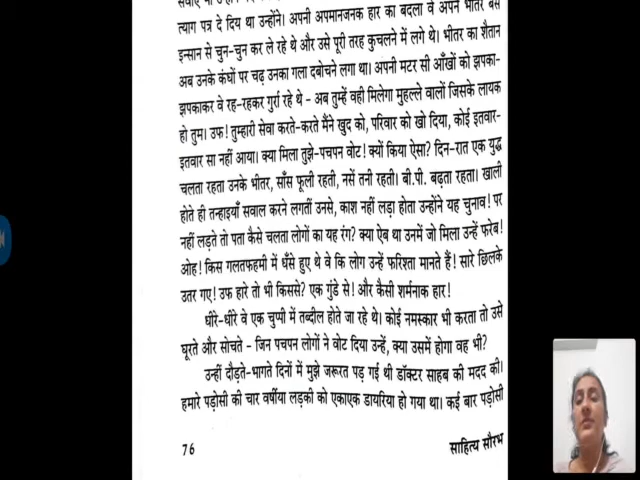 त्याग पत्र दे दिय था उन्होंने। अपनी अपमानजनक हार का बदला वे अपने भीतर बसे
इन्सान से चुन-चुन कर ले रहे थे और उसे पूरी तरह कुचलने में लगे थे। भीतर का शैतान
अब उनके कंधों पर चढ़ उनका गला दबोचने लगा था। अपनी मटर सी आँखों को झपका-
झपकाकर वे रह-रहकर गुर्रा रहे थे - अब तुम्हें वही मिलेगा मुहल्ले वालों जिसके लायक
हो तुम। उफ! तुम्हारी सेवा करते-करते मैंने खुद को, परिवार को खो दिया, कोई इतवार-
इतवार सा नहीं आया। क्या मिला तुझे-पचपन वोट! क्यों किया ऐसा? दिन-रात एक युद्ध
चलता रहता उनके भीतर, साँस फूली रहती, नसें तनी रहती। बी.पी. बढ़ता रहता। खाली
होते ही तन्हाइयाँ सवाल करने लगतीं उनसे, काश नहीं लड़ा होता उन्होंने यह चुनाव! पर
नहीं लड़ते तो पता कैसे चलता लोगों का यह रंग? क्या ऐब था उनमें जो मिला उन्हें फरेब!
ओह! किस गलतफहमी में धँसे हुए थे वे कि लोग उन्हें फरिश्ता मानते हैं! सारे छिलके
उतर गए! उफ हारे तो भी किससे? एक गुंडे से! और कैसी शर्मनाक हार!
धीरे-धीरे वे एक चुप्पी में तब्दील होते जा रहे थे। कोई नमस्कार भी करता तो उसे
घूरते और सोचते - जिन पचपन लोगों ने वोट दिया उन्हें, क्या उसमें होगा वह भी?
उन्हीं दौड़ते-भागते दिनों में मुझे जरूरत पड़ गई थी डॉक्टर साहब की मदद की।
हमारे पड़ोसी की चार वर्षीया लड़की को एकाएक डायरिया हो गया था। कई बार पड़ोसी
76 साहित्य सौरभ